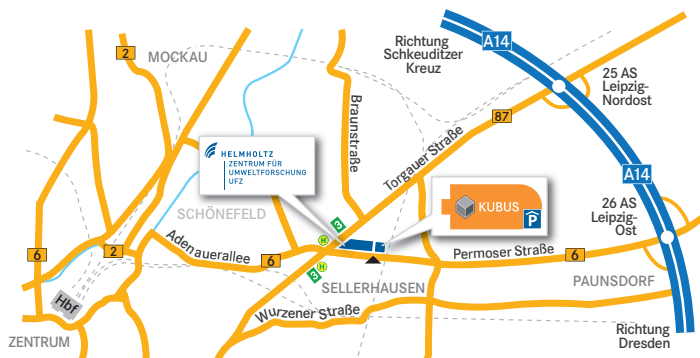 Richtung
Schkeuditzer
Kreuz
A14
2
MOCKAU
25 AS
Leipzig-
Nordost
Braunstraße
87
Torgauer Straße
HELMHOLTZ
ZENTRUM FÜR
UMWELTFORSCHUNG
UFZ
A14
KUBUS
P
26 AS
Leipzig-
Ost
SCHÖNEFELD
3
H
Adenauerallee
6
2
6
Permoser Straße
6
H
3
SELLERHAUSEN
PAUNSDORF
Hbf
Wurzener Straße
ZENTRUM
Richtung
Dresden